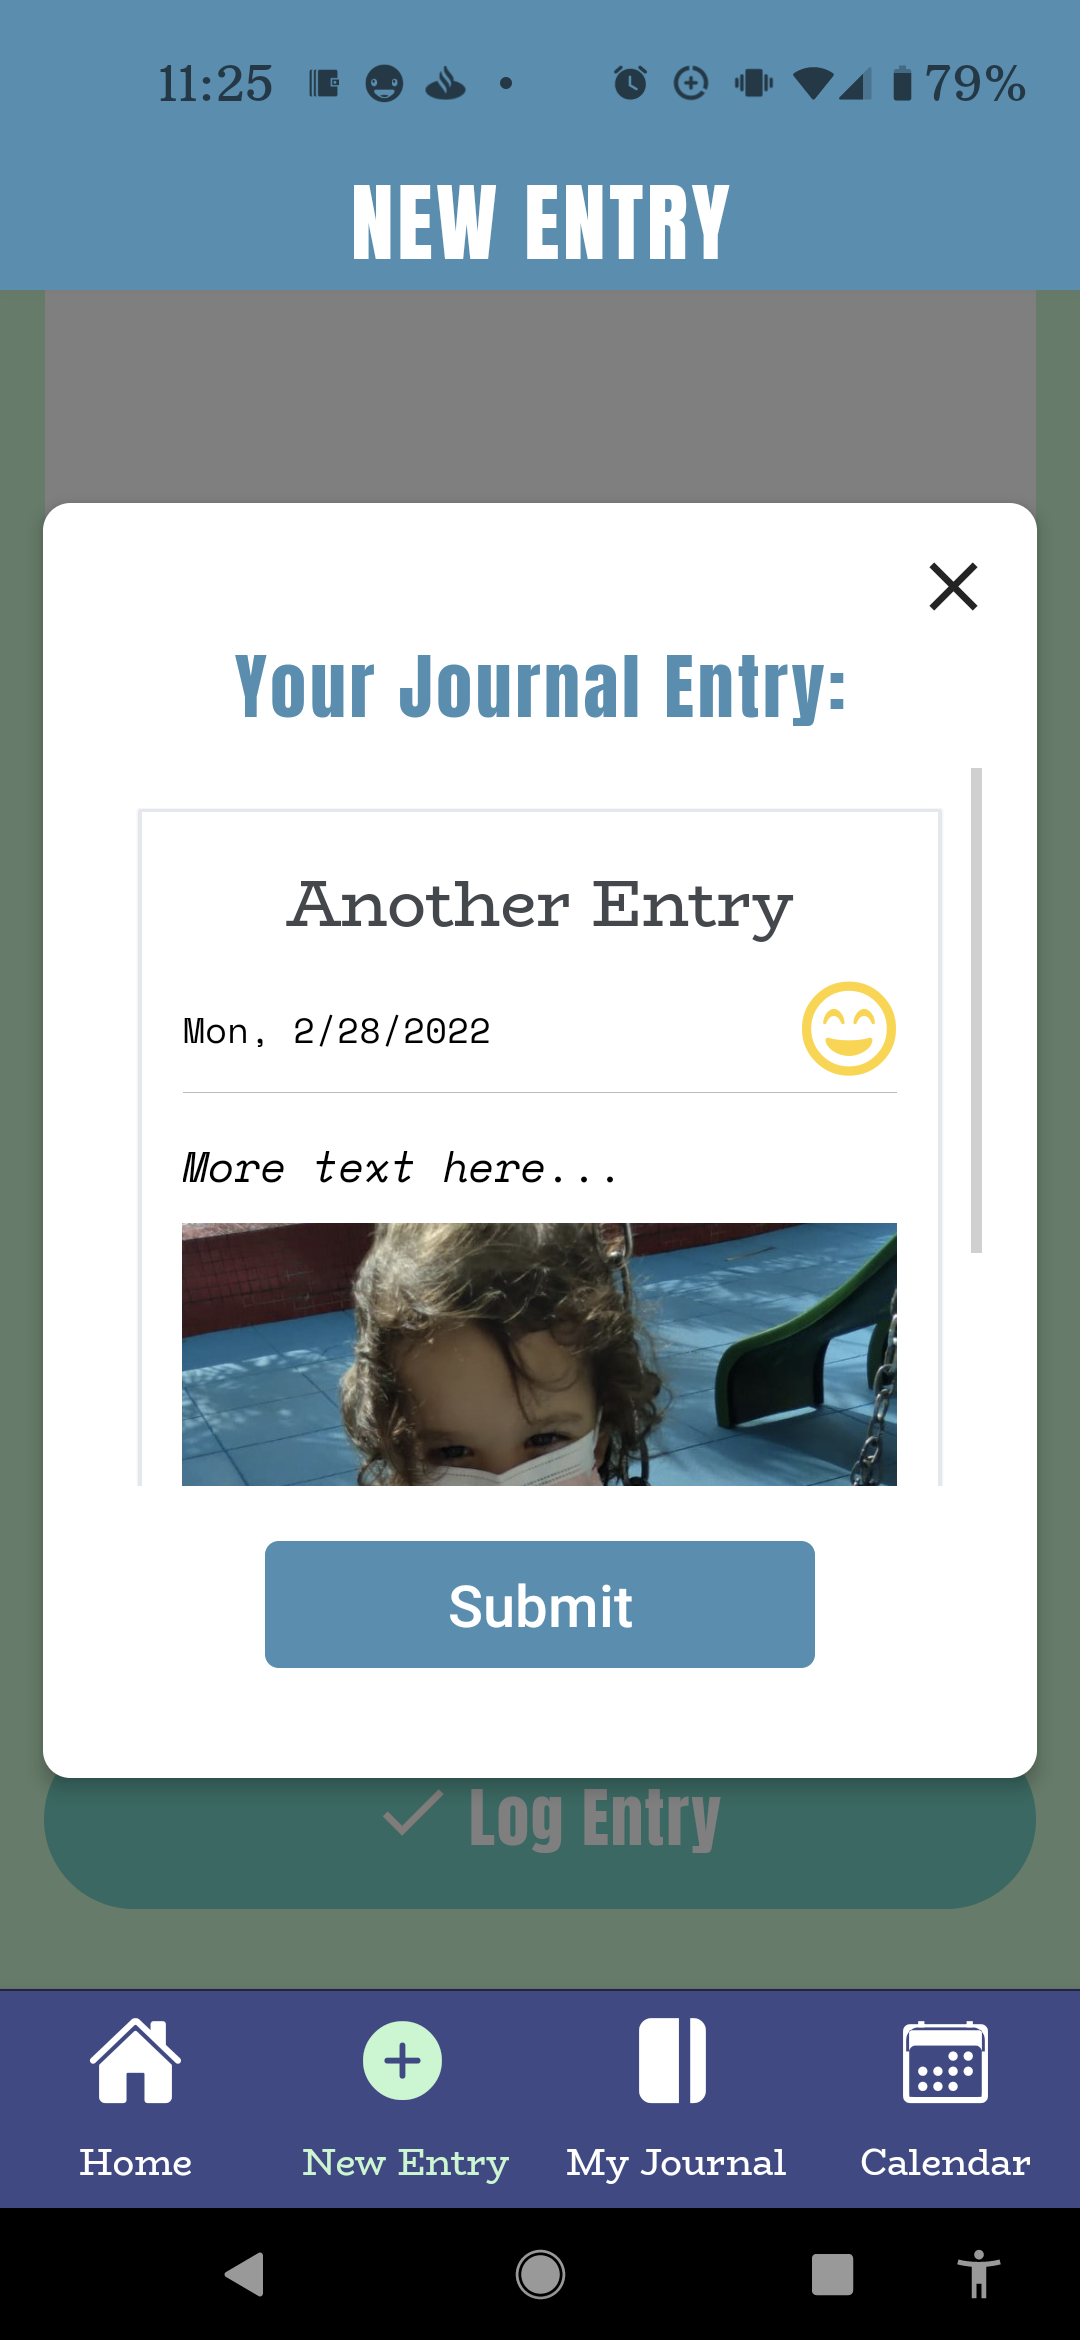 11:25
79%
NEW ENTRY
Your Journal Entry:
Another Entry
Mon, 2/28/2022
More text here...
Submit
Log Entry
Home
New Entry
My Journal
Calendar